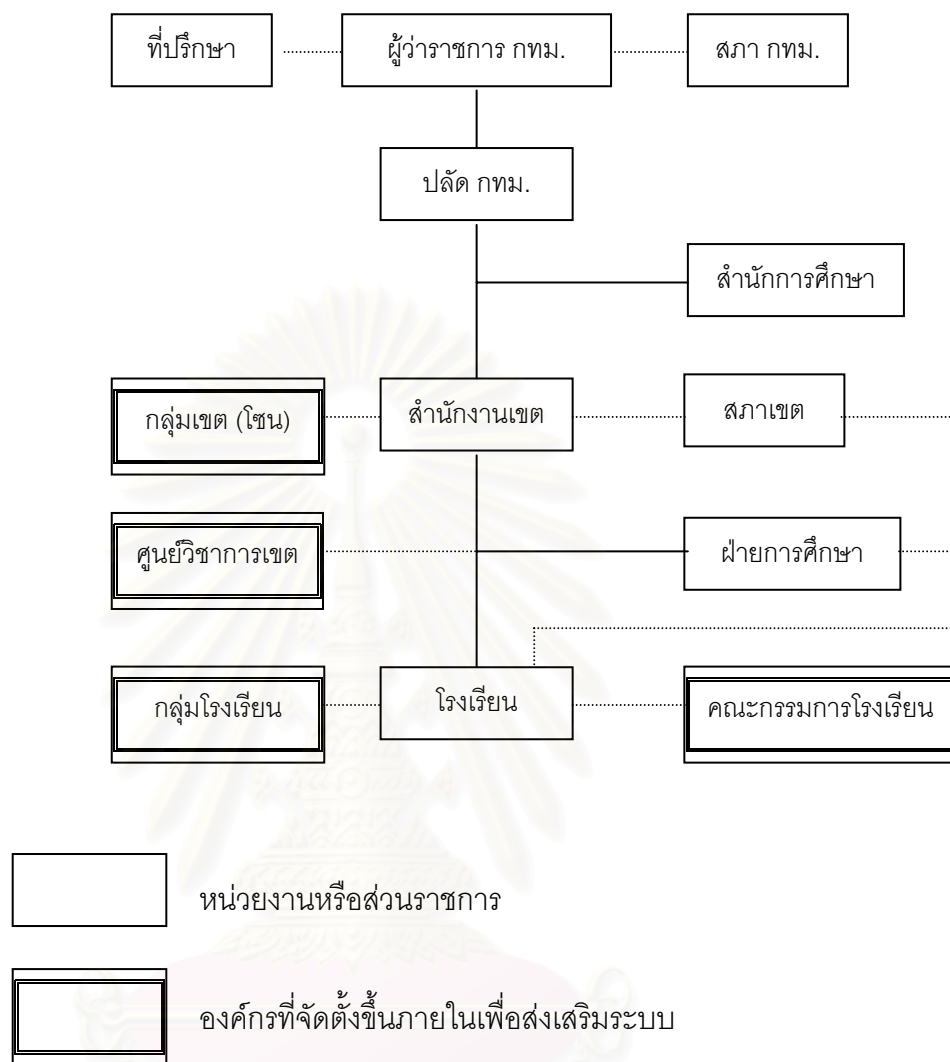 ที่ปรึกษา
ผู้ว่าราชการ กทม.
สภา กทม.
ปลัด กทม.
สำนักการศึกษา
กลุ่มเขต (โซน)
สำนักงานเขต
สภาเขต
ศูนย์วิชาการเขต
ฝ่ายการศึกษา
กลุ่มโรงเรียน
โรงเรียน
คณะกรรมการโรงเรียน
หน่วยงานหรือส่วนราชการ
องค์กรที่จัดตั้งขึ้นภายในเพื่อส่งเสริมระบบ